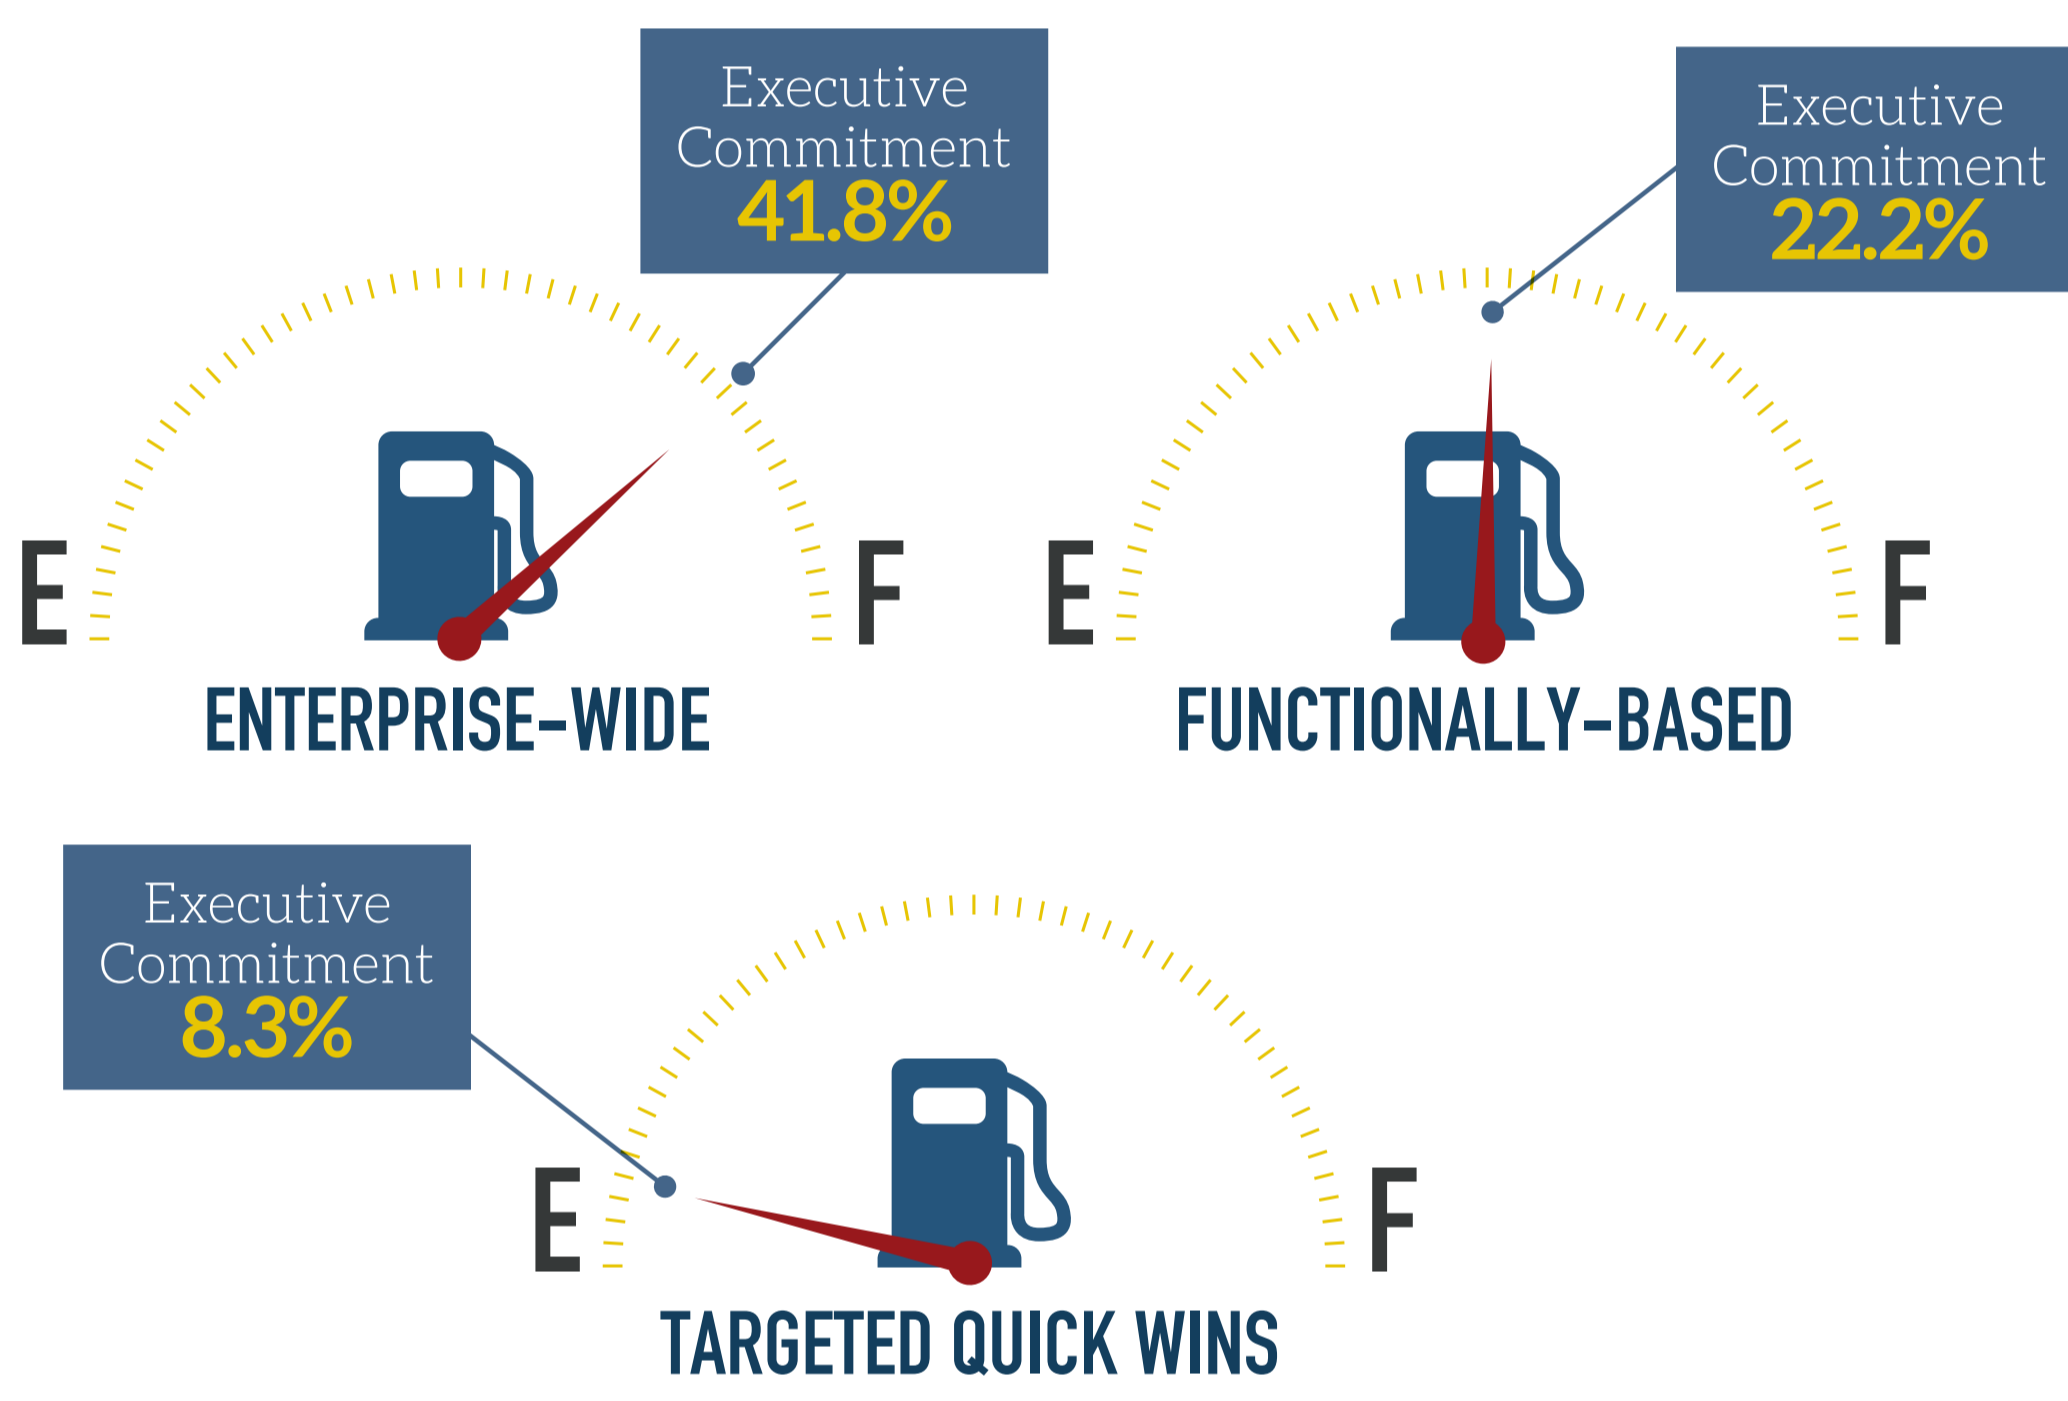 Executive
Commitment
41.8%
E
F
ENTERPRISE-WIDE
Executive
Commitment
22.2%
E
F
FUNCTIONALLY-BASED
Executive
Commitment
8.3%
E
F
TARGETED QUICK WINS